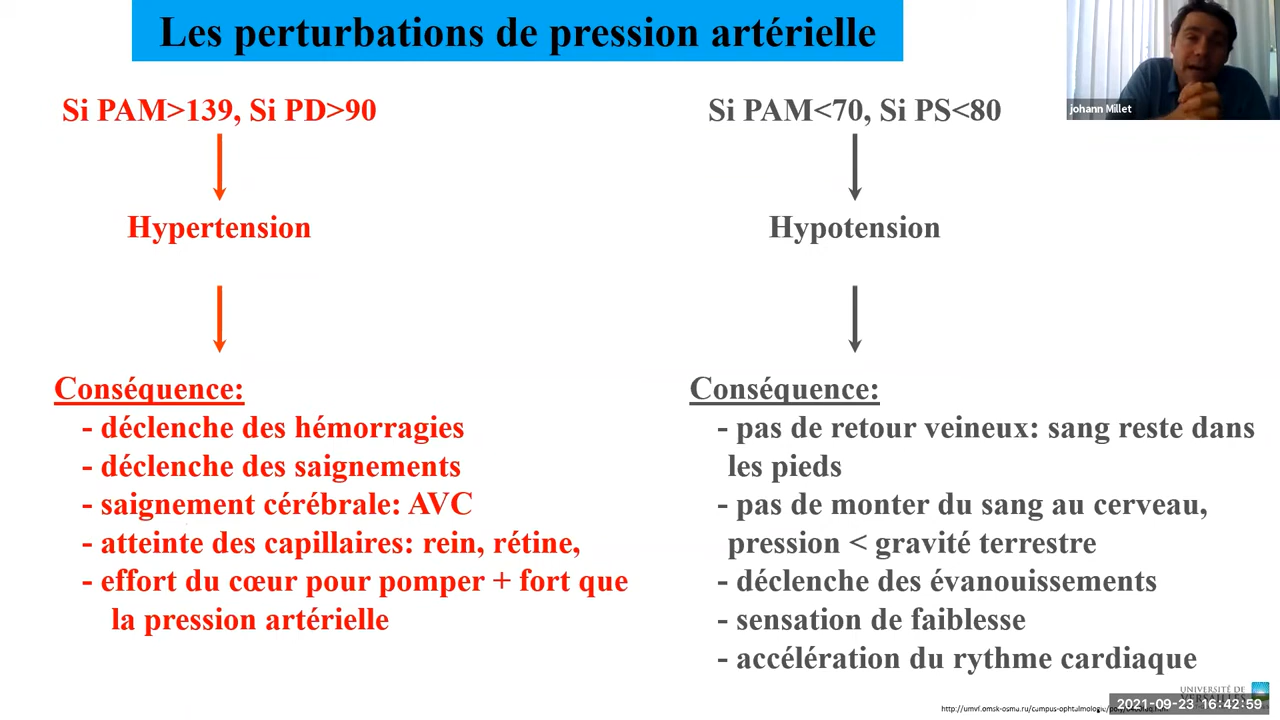 Les perturbations de pression artérielle
johann Millet
Si PAM>139, Si PD>90
Hypertension
Conséquence:
- déclenche des hémorragies
- déclenche des saignements
- saignement cérébrale: AVC
- atteinte des capillaires: rein, rétine,
- effort du cœur pour pomper + fort que
la pression artérielle
Si PAM<70, Si PS<80
Hypotension
Conséquence:
- pas de retour veineux: sang reste dans
les pieds
- pas de monter du sang au cerveau,
pression < gravité terrestre
- déclenche des évanouissements
- sensation de faiblesse
- accélération du rythme cardiaque
UNIVERSITÉ DE
VERSAILLES
2021-09-23 16:42:59